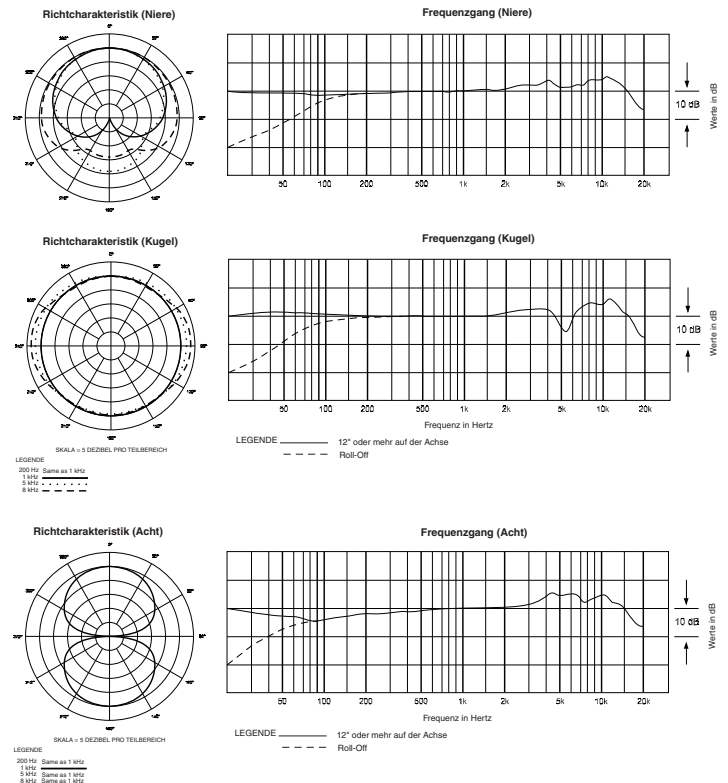 Richtcharakteristik (Niere)
0°
Frequenzgang (Niere)
10 dB
Werte in dB
180°
50 100 200 500 1k 2k 5k 10k 20k
Richtcharakteristik (Kugel)
0°
Frequenzgang (Kugel)
10 dB
Werte in dB
180°
50 100 200 500 1k 2k 5k 10k 20k
Frequenz in Hertz
SKALA = 5 DEZIBEL PRO TEILBEREICH
LEGENDE
200 Hz Same as 1 kHz
1 kHz
5 kHz
8 kHz
LEGENDE 12" oder mehr auf der Achse
Roll-Off
Richtcharakteristik (Acht)
0°
Frequenzgang (Acht)
10 dB
Werte in dB
180°
50 100 200 500 1k 2k 5k 10k 20k
Frequenz in Hertz
SKALA = 5 DEZIBEL PRO TEILBEREICH
LEGENDE
200 Hz Same as 1 kHz
1 kHz
5 kHz Same as 1 kHz
8 kHz Same as 1 kHz
LEGENDE 12" oder mehr auf der Achse
Roll-Off